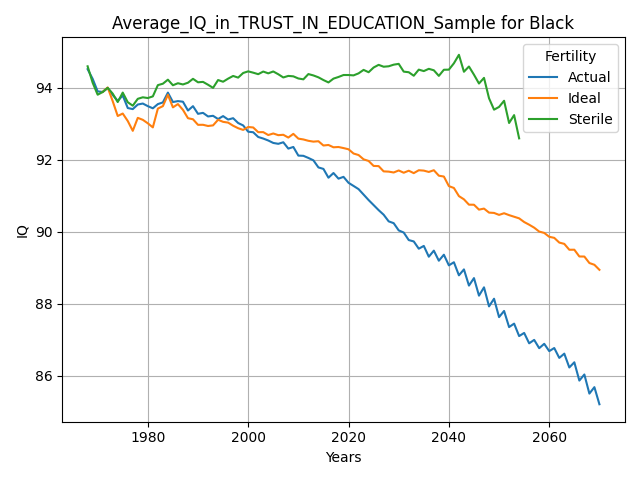 Average_IQ_in_TRUST_IN_EDUCATION_Sample for Black
Fertility
Actual
Ideal
Sterile
94
92
90
88
86
IQ
1980
2000
2020
2040
2060
Years